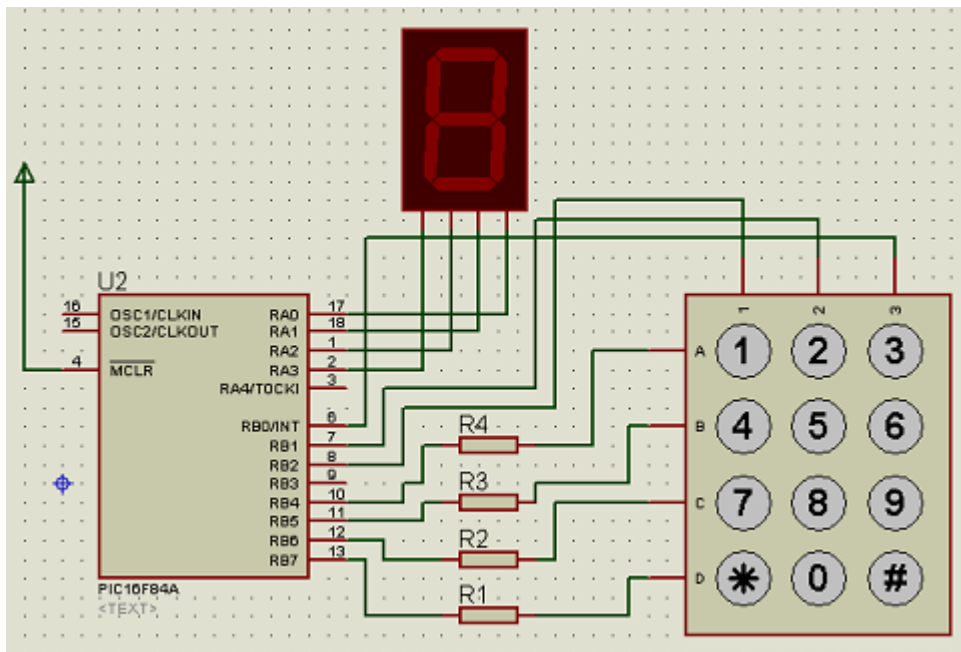 U2
16 OSC1/CLKIN RA0 17
15 OSC2/CLKOUT RA1 18
RA2 1
4 MCLR RA3 2
RA4/T0CKI 3
RB0/INT 6
RB1 7
RB2 8
RB3 9
RB4 10
RB5 11
RB6 12
RB7 13
PIC16F84A
<TEXT>
R4
R3
R2
R1
1 2 3
A 1 2 3
B 4 5 6
C 7 8 9
D * 0 #
8